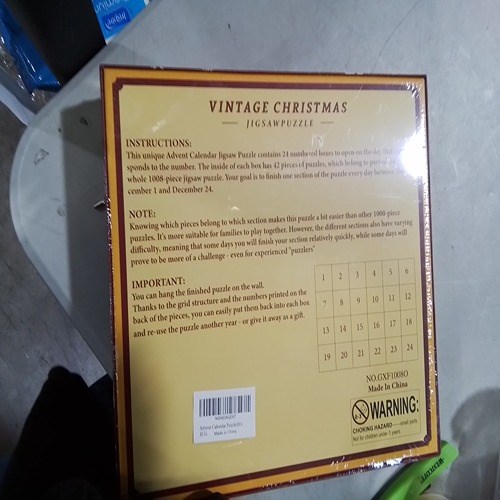 VINTAGE CHRISTMAS
JIGSAWPUZZLE
INSTRUCTIONS:
This unique Advent Calendar Jigsaw Puzzle contains 24 numbered boxes to open on the day that
sponds to the number. The inside of each box has 42 pieces of puzzles, which belong to
whole 1008-piece jigsaw puzzle. Your goal is to finish one section of the puzzle every day between
cember 1 and December 24.
NOTE:
Knowing which pieces belong to which section makes this puzzle a bit easier than other 1000-piece
puzzles. It's more suitable for families to play together. However, the different sections also have varying
difficulty, meaning that some days you will finish your section relatively quickly, while some days will
prove to be more of a challenge - even for experienced "puzzlers"
IMPORTANT:
You can hang the finished puzzle on the wall.
Thanks to the grid structure and the numbers printed on the
back of the pieces, you can easily put them back into each box
and re-use the puzzle another year - or give it away as a gift.
1 2 3 4 5 6
7 8 9 10 11 12
13 14 15 16 17 18
19 20 21 22 23 24
NO.GXF1008O
Made In China
WARNING:
0-3
CHOKING HAZARD-----small parts
Not for children under 3 years.
Made in China